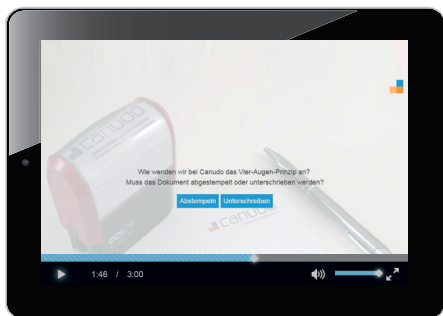 canudo
Wie wenden wir bei Canudo das Vier-Augen-Prinzip an?
Muss das Dokument abgestempelt oder unterschrieben werden?
Abstempeln Unterschreiben
canudo
1:46 / 3:00